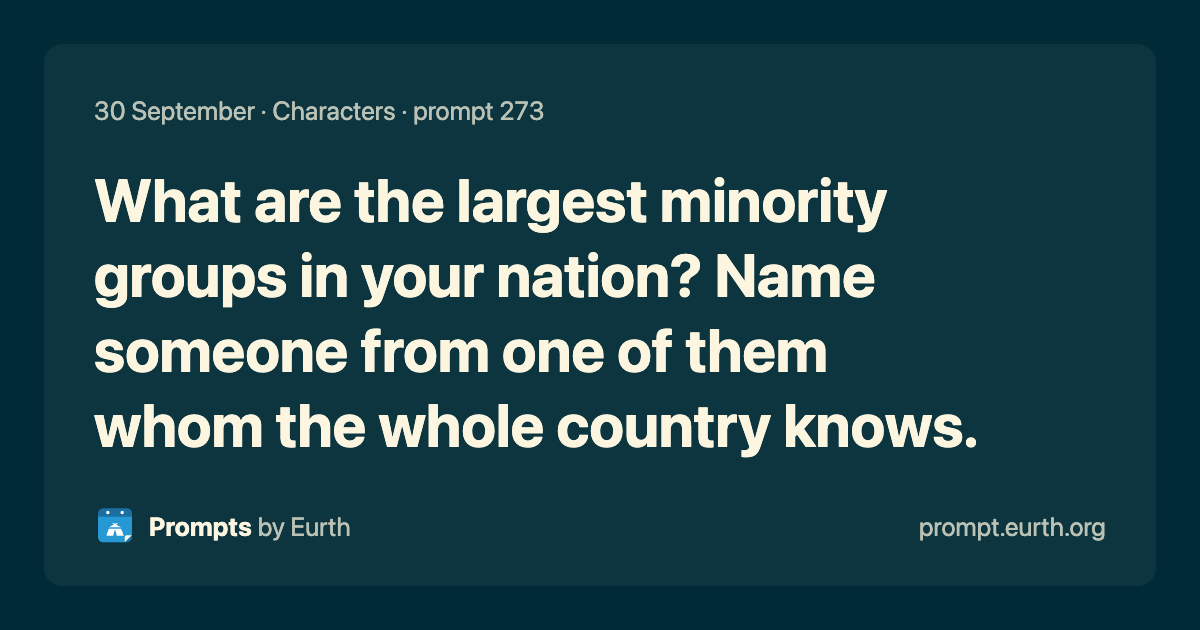 30 September · Characters · prompt 273
What are the largest minority
groups in your nation? Name
someone from one of them
whom the whole country knows.
Prompts by Eurth
prompt.eurth.org